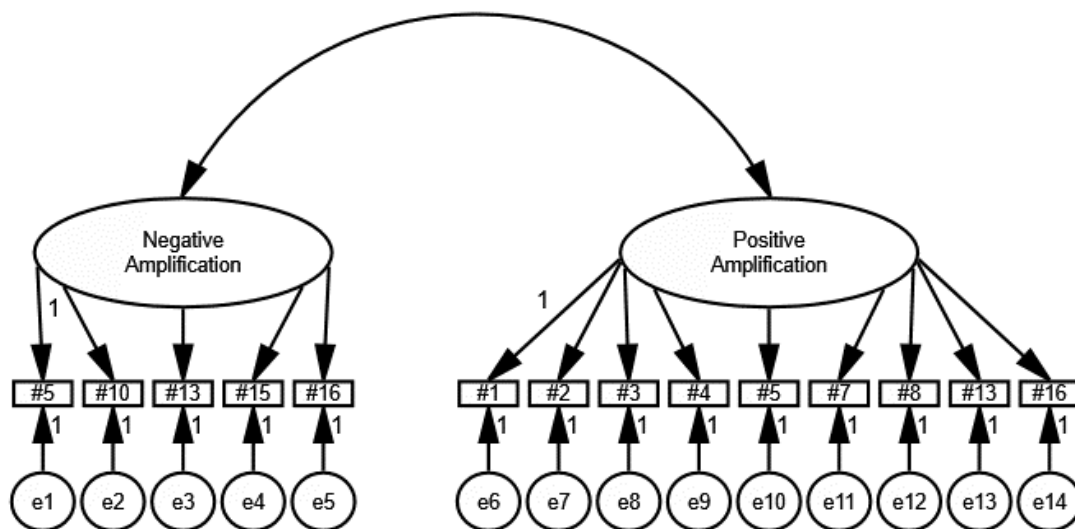 Negative
Amplification
Positive
Amplification
1
1
#5 #10 #13 #15 #16 #1 #2 #3 #4 #5 #7 #8 #13 #16
1 1 1 1 1 1 1 1 1 1 1 1 1 1
e1 e2 e3 e4 e5 e6 e7 e8 e9 e10 e11 e12 e13 e14